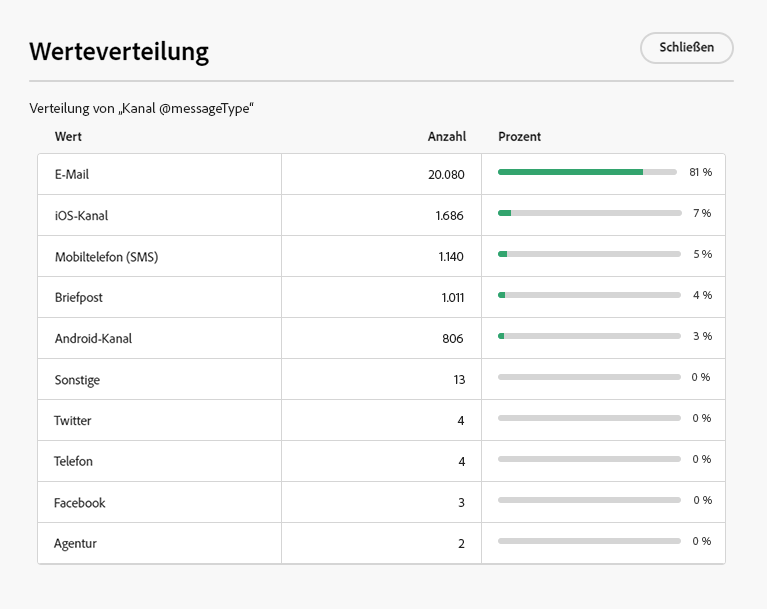 Werteverteilung
Schließen
Verteilung von „Kanal @messageType“
Wert Anzahl Prozent
E-Mail 20.080 81 %
iOS-Kanal 1.686 7 %
Mobiltelefon (SMS) 1.140 5 %
Briefpost 1.011 4 %
Android-Kanal 806 3 %
Sonstige 13 0 %
Twitter 4 0 %
Telefon 4 0 %
Facebook 3 0 %
Agentur 2 0 %